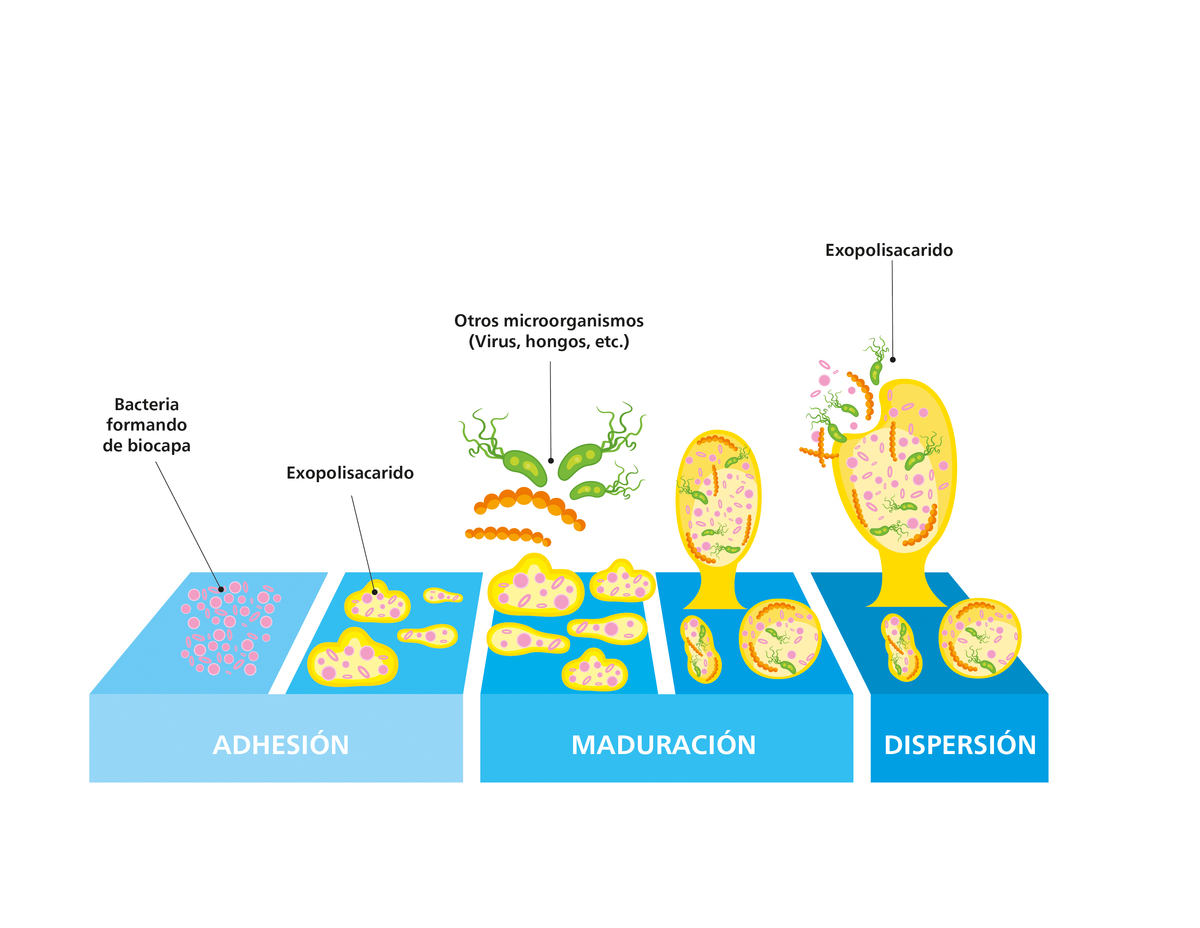 Bacteria
formando
de biocapa
Exopolisacarido
Otros microorganismos
(Virus, hongos, etc.)
Exopolisacarido
ADHESIÓN
MADURACIÓN
DISPERSIÓN